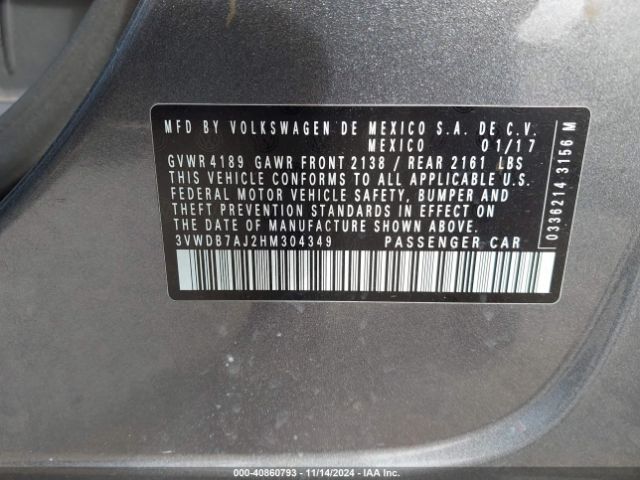 MFD BY VOLKSWAGEN DE MEXICO S.A. DE C.V.
MEXICO 01/17
GVWR 4189 GAWR FRONT 2138 / REAR 2161 LBS
THIS VEHICLE CONFORMS TO ALL APPLICABLE U.S.
FEDERAL MOTOR VEHICLE SAFETY, BUMPER AND
THEFT PREVENTION STANDARDS IN EFFECT ON
THE DATE OF MANUFACTURE SHOWN ABOVE.
3VWDB7AJ2HM304349 PASSENGER CAR
0336214 3156 M
000-40860793 - 11/14/2024 - IAA Inc.